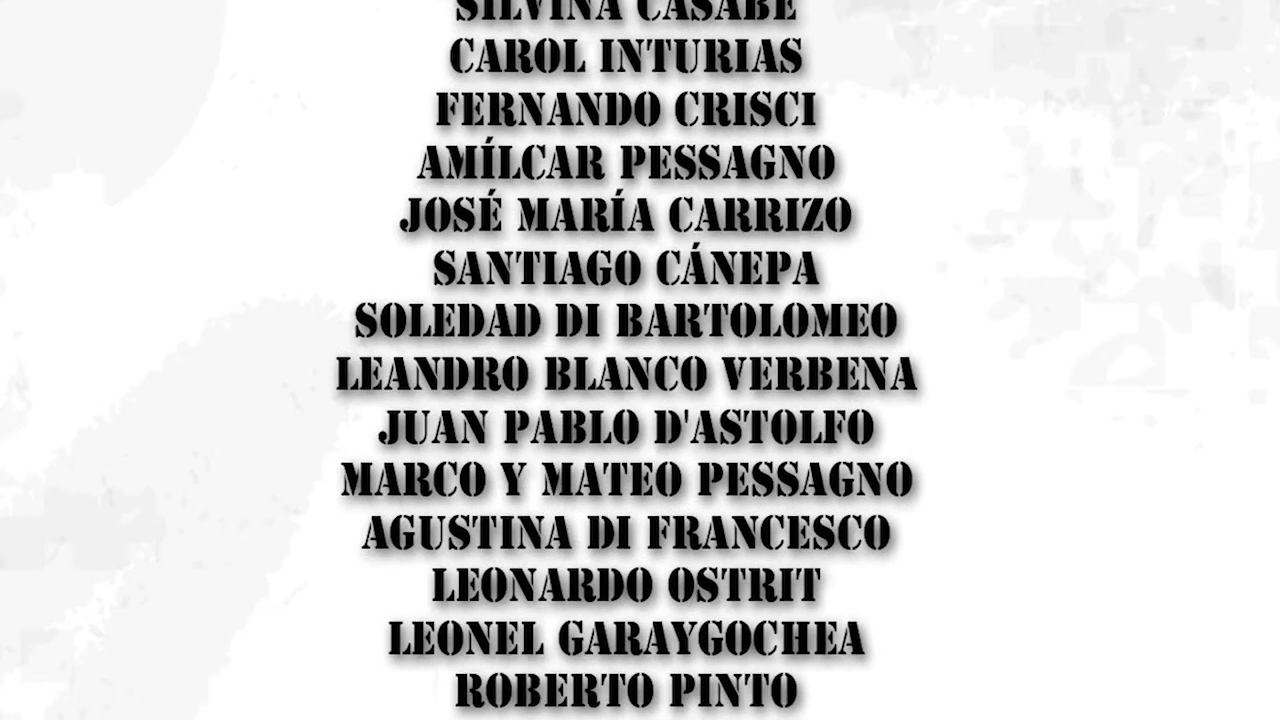 SILVINA CASABE
CAROL INTURIAS
FERNANDO CRISCI
AMÍLCAR PESSAGNO
JOSÉ MARÍA CARRIZO
SANTIAGO CÁNEPA
SOLEDAD DI BARTOLOMEO
LEANDRO BLANCO VERBENA
JUAN PABLO D'ASTOLFO
MARCO Y MATEO PESSAGNO
AGUSTINA DI FRANCESCO
LEONARDO OSTRIT
LEONEL GARAYGOCHEA
ROBERTO PINTO